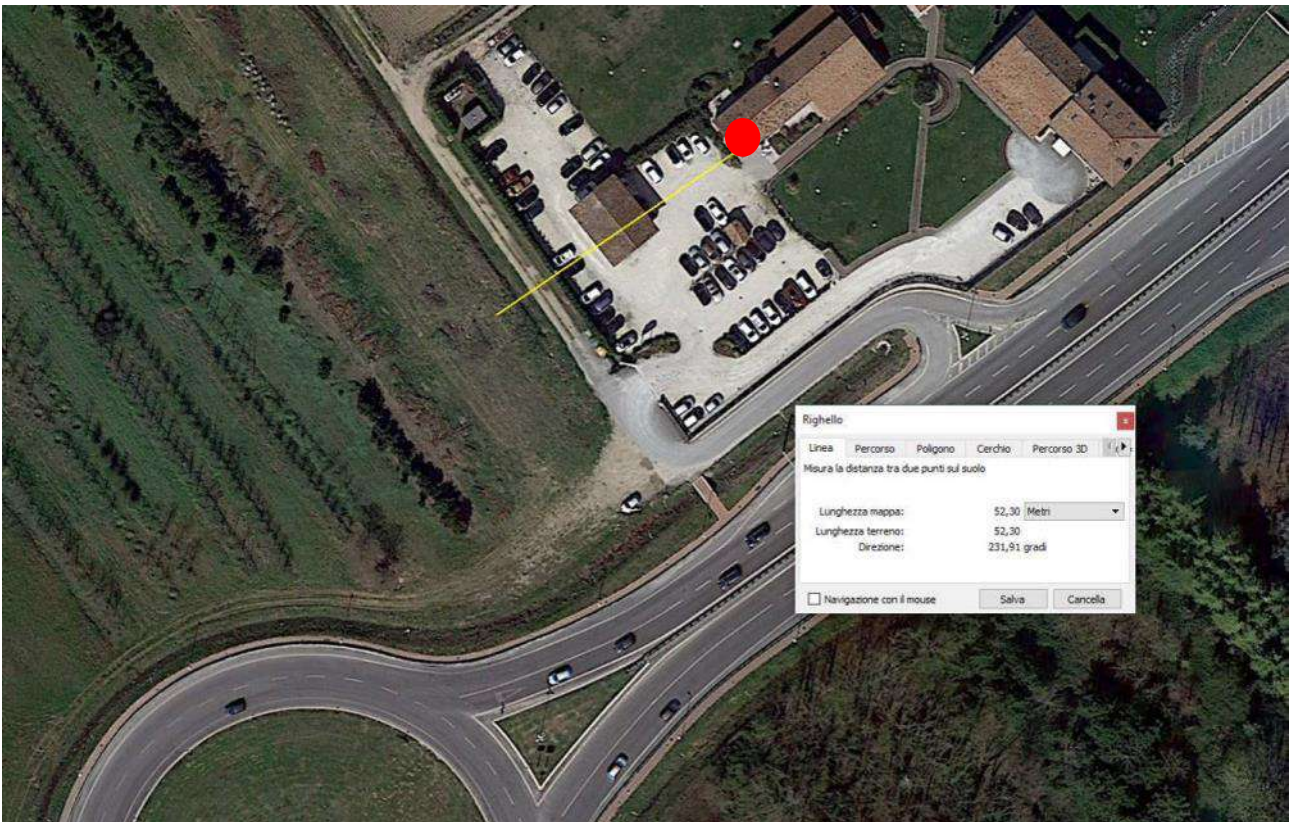 Righello
Linea Percorso Poligono Cerchio Percorso 3D
Misura la distanza tra due punti sul suolo
Lunghezza mappa: 52,30 Metri
Lunghezza terreno: 52,30
Direzione: 231,91 gradi
Navigazione con il mouse Salva Cancella